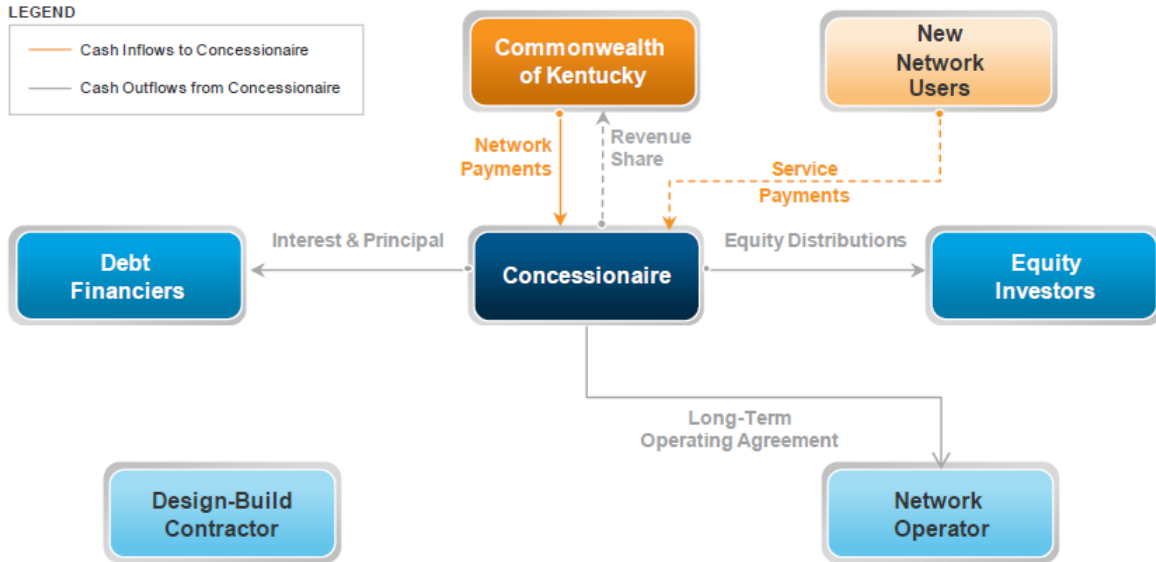 LEGEND
Cash Inflows to Concessionaire
Cash Outflows from Concessionaire
Commonwealth
of Kentucky
New
Network
Users
Network
Payments
Revenue
Share
Service
Payments
Debt
Financiers
Interest & Principal
Concessionaire
Equity Distributions
Equity
Investors
Long-Term
Operating Agreement
Design-Build
Contractor
Network
Operator